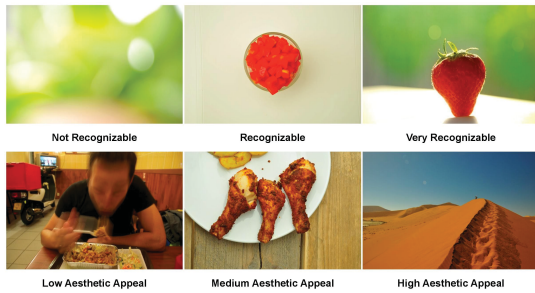 Not Recognizable
Recognizable
Very Recognizable
Low Aesthetic Appeal
Medium Aesthetic Appeal
High Aesthetic Appeal